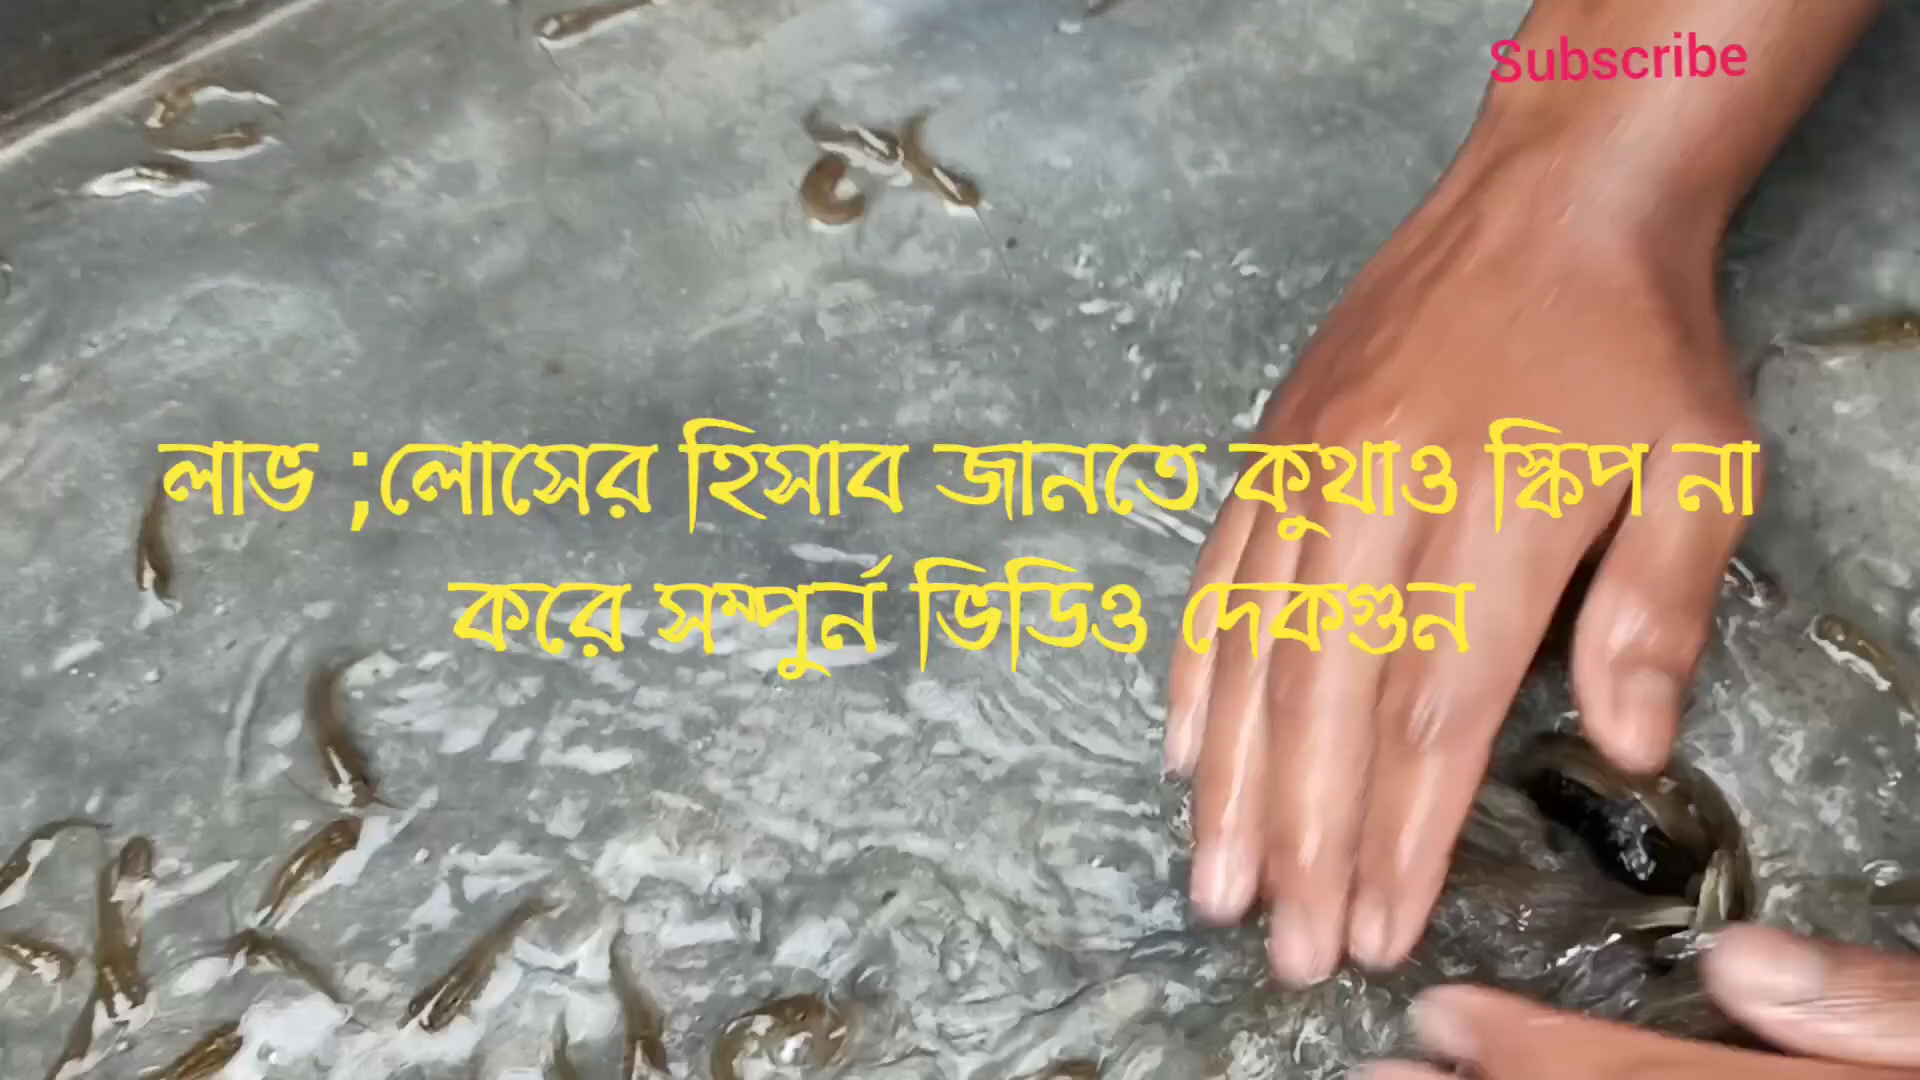 Subscribe
লাভ ;লোসের হিসাব জানতে কুথাও স্কিপ না
করে সম্পুর্ন ভিডিও দেকগুন